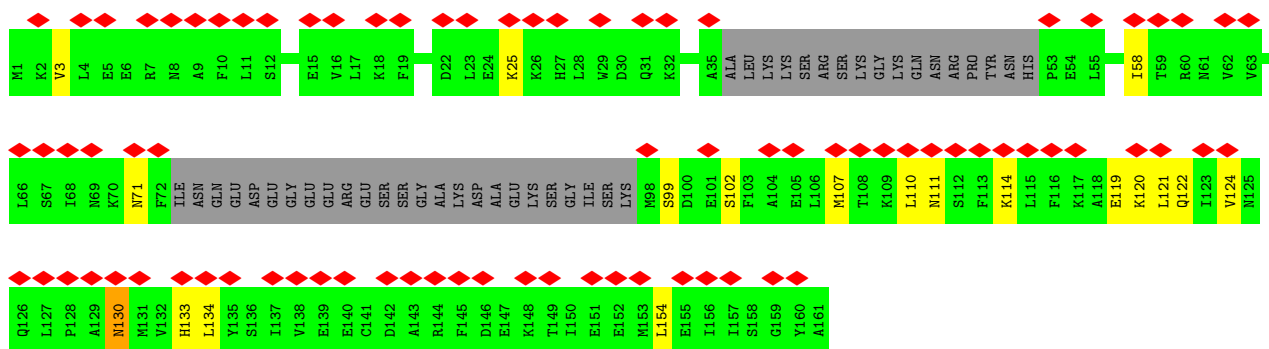 M1 K2 V3 L4 E5 E6 R7 N8 A9 F10 L11 S12 E15 V16 L17 K18 F19 D22 L23 E24 K25 K26 H27 L28 W29 D30 Q31 K32 A35 ALA LEU LYS LYS SER ARG SER LYS GLY LYS GLN ASN ARG PRO TYR ASN HIS P53 E54 L55 I58 T59 R60 N61 V62 V63
L66 S67 I68 N69 K70 N71 F72 ILE ASN GLN GLU ASP GLU GLY GLU GLU ARG GLU SER SER GLY ALA LYS ASP ALA GLU LYS SER GLY ILE SER LYS M98 S99 D100 E101 S102 F103 A104 E105 L106 M107 T108 K109 L110 N111 S112 F113 K114 L115 F116 K117 A118 E119 K120 L121 Q122 I123 V124 N125
Q126 L127 P128 A129 N130 M131 V132 H133 L134 Y135 S136 I137 V138 E139 E140 C141 D142 A143 R144 F145 D146 E147 K148 T149 I150 E151 E152 M153 L154 E155 I156 I157 S158 G159 Y160 A161